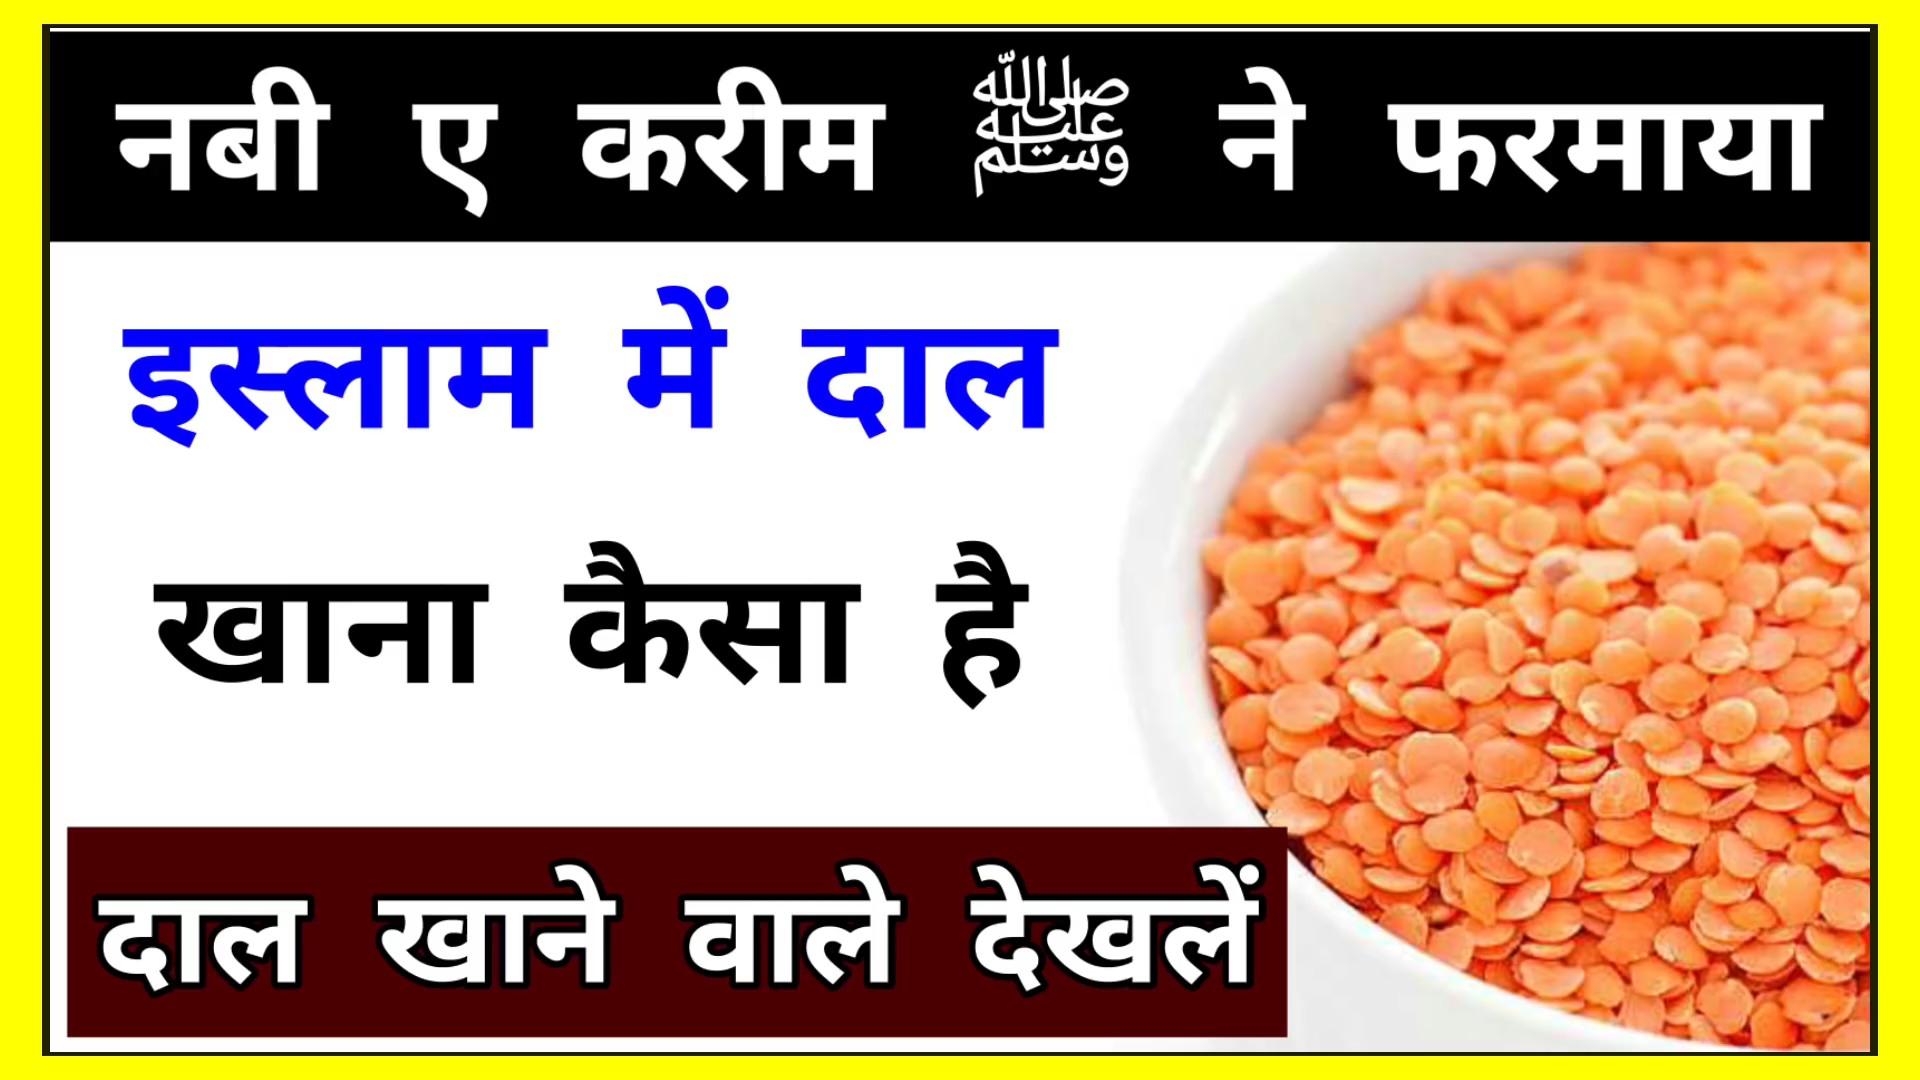 नबी ए करीम ﷺ ने फरमाया
इस्लाम में दाल
खाना कैसा है
दाल खाने वाले देखलें